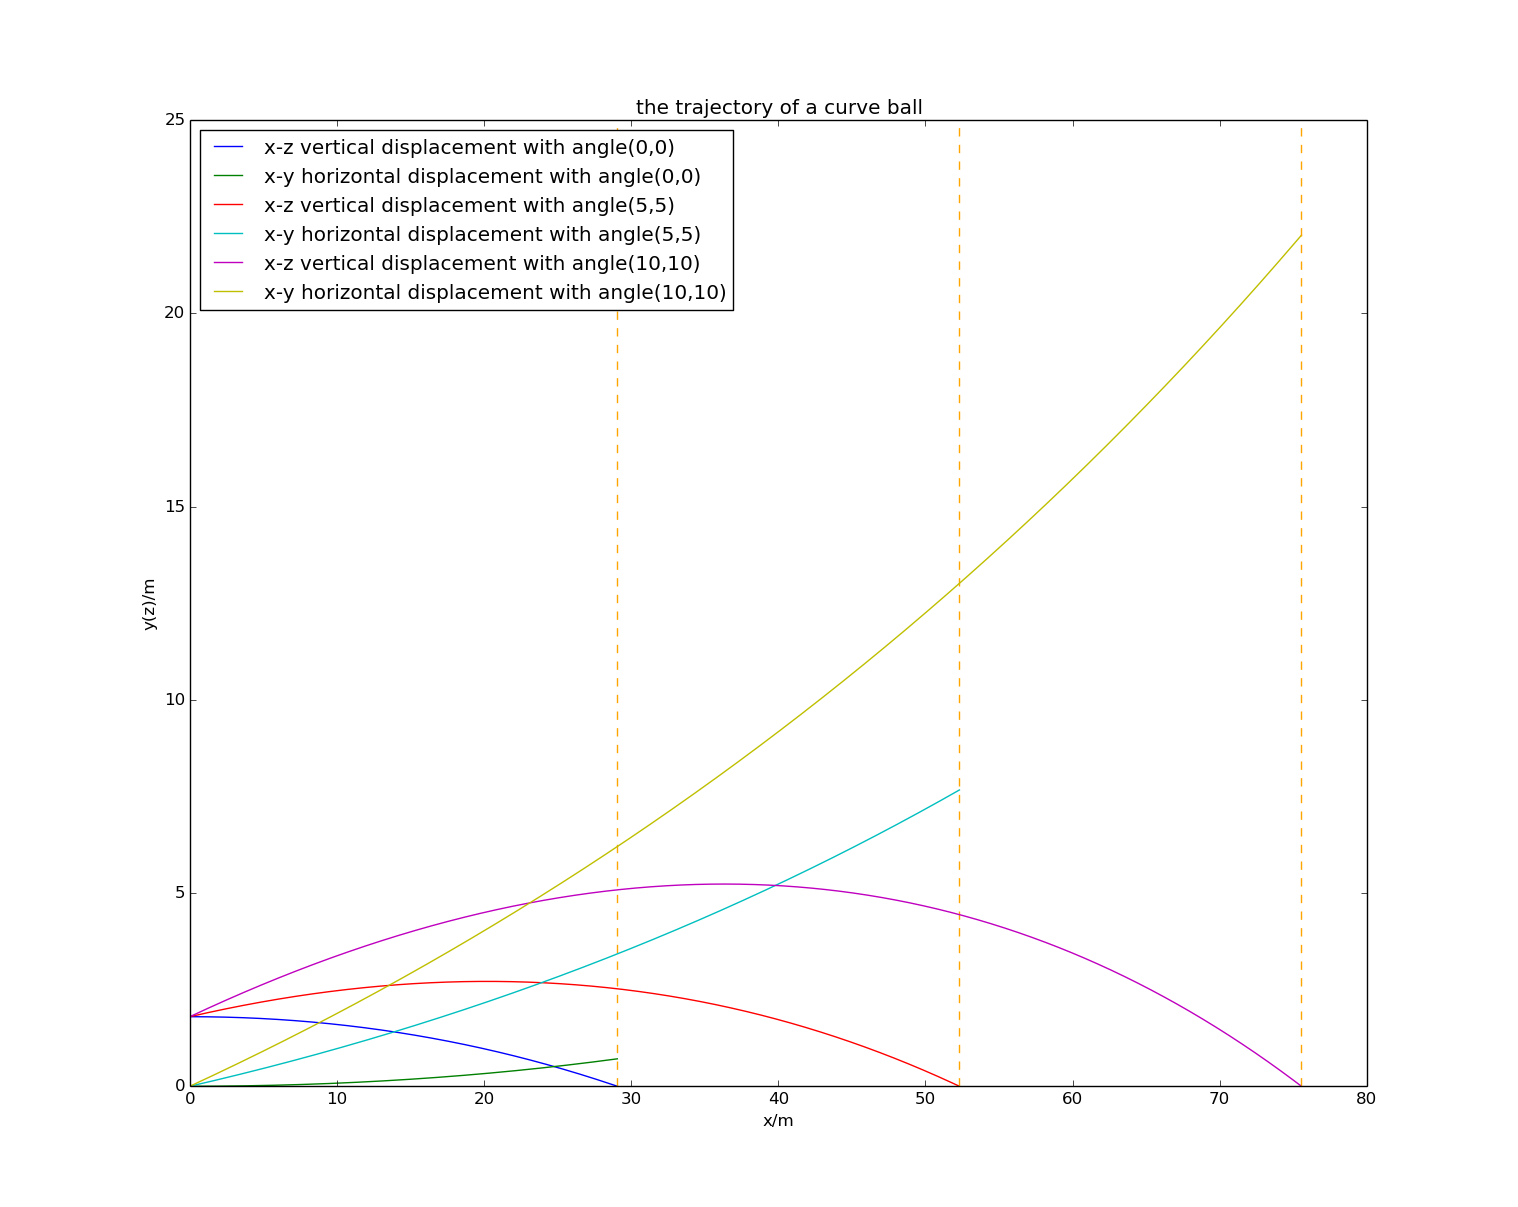 the trajectory of a curve ball
25
20
15
10
5
0
y(z)/m
x-z vertical displacement with angle(0,0)
x-y horizontal displacement with angle(0,0)
x-z vertical displacement with angle(5,5)
x-y horizontal displacement with angle(5,5)
x-z vertical displacement with angle(10,10)
x-y horizontal displacement with angle(10,10)
0 10 20 30 40 50 60 70 80
x/m